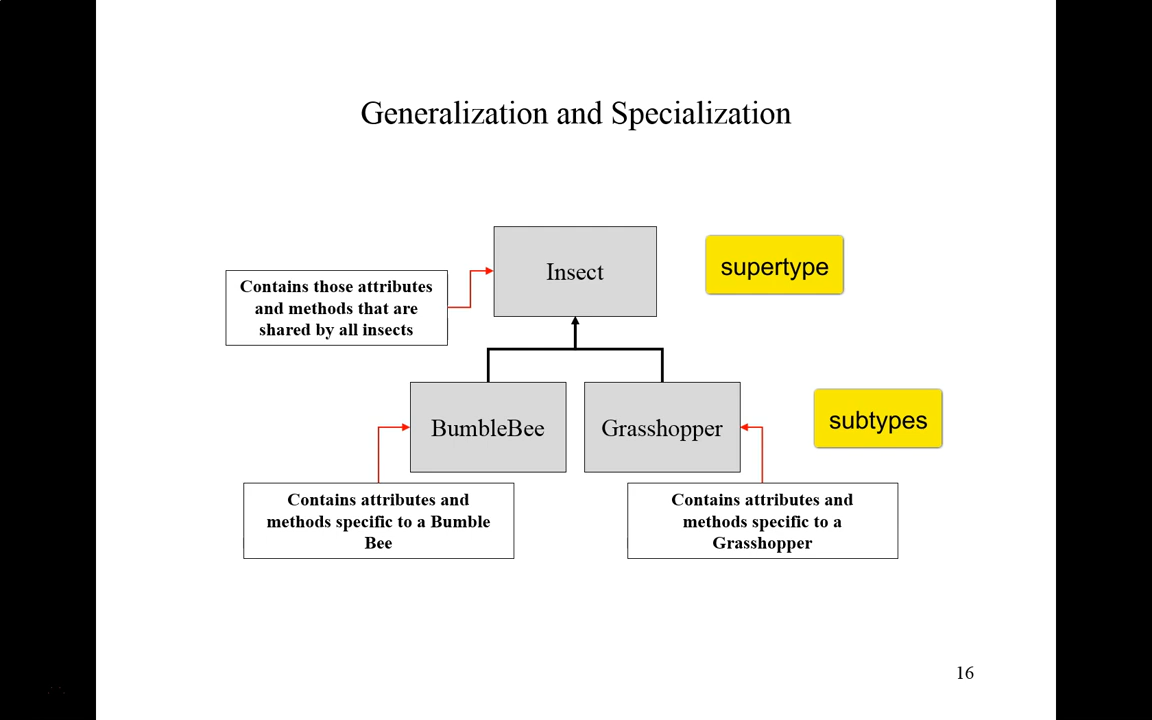 Generalization and Specialization
Insect
supertype
Contains those attributes
and methods that are
shared by all insects
BumbleBee
Grasshopper
subtypes
Contains attributes and
methods specific to a Bumble
Bee
Contains attributes and
methods specific to a
Grasshopper
16